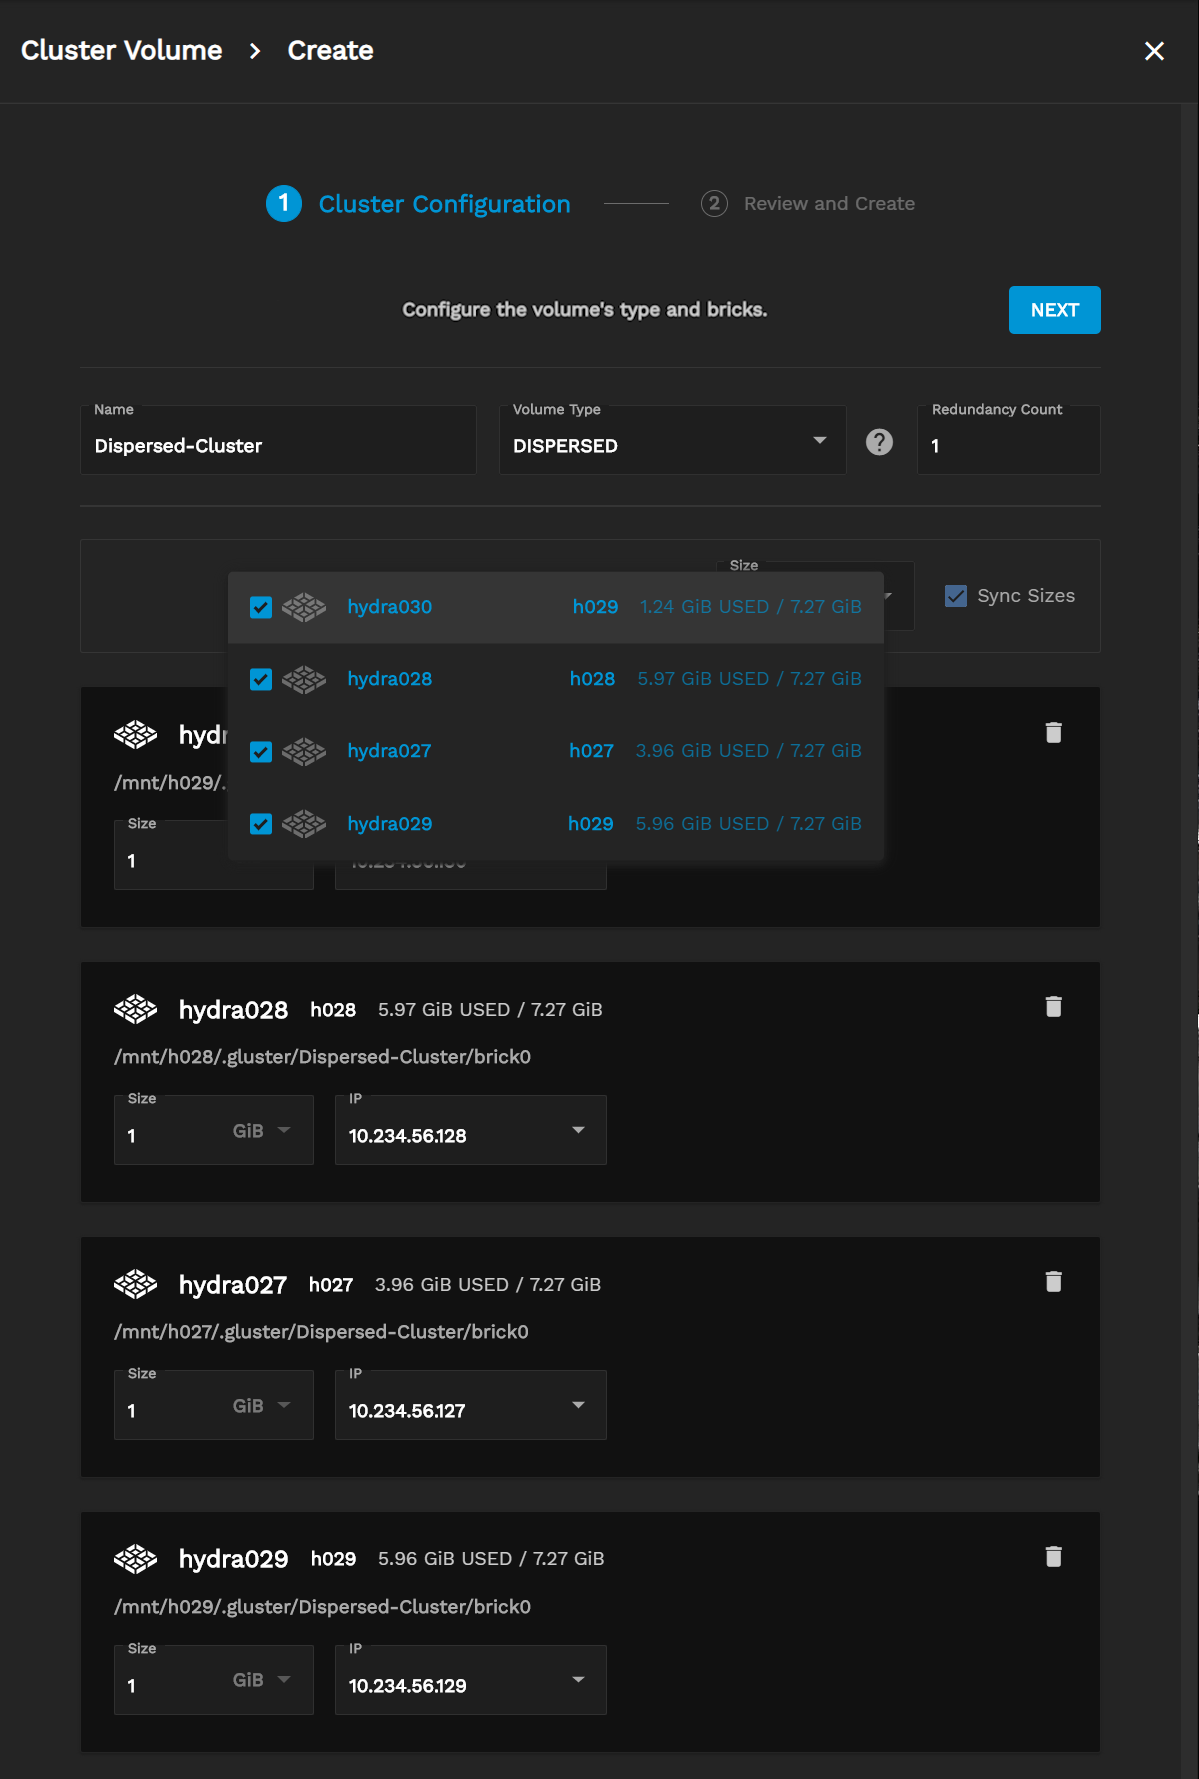 Cluster Volume > Create
1 Cluster Configuration
2 Review and Create
Configure the volume's type and bricks.
NEXT
Name
Dispersed-Cluster
Volume Type
DISPERSED
?
Redundancy Count
1
Size
Sync Sizes
hydra030 h029 1.24 GiB USED / 7.27 GiB
hydra028 h028 5.97 GiB USED / 7.27 GiB
hydra027 h027 3.96 GiB USED / 7.27 GiB
hydra029 h029 5.96 GiB USED / 7.27 GiB
/mnt/h029/.
Size
1
hydra028 h028 5.97 GiB USED / 7.27 GiB
/mnt/h028/.gluster/Dispersed-Cluster/brick0
Size
1 GiB
IP
10.234.56.128
hydra027 h027 3.96 GiB USED / 7.27 GiB
/mnt/h027/.gluster/Dispersed-Cluster/brick0
Size
1 GiB
IP
10.234.56.127
hydra029 h029 5.96 GiB USED / 7.27 GiB
/mnt/h029/.gluster/Dispersed-Cluster/brick0
Size
1 GiB
IP
10.234.56.129